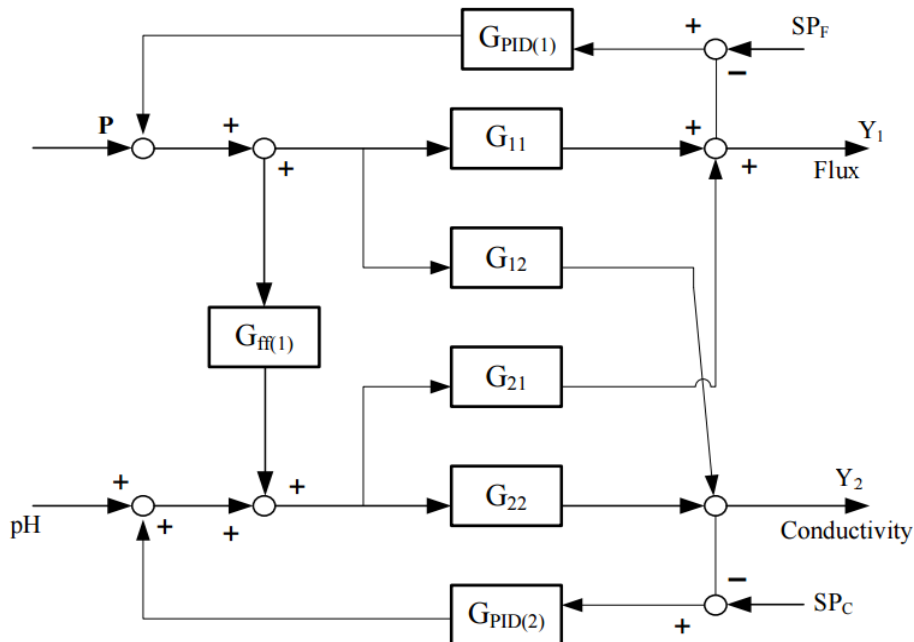 G_PID(1)
+
SP_F
−
P
+
+
G_11
+
+
Y_1
Flux
G_12
G_ff(1)
G_21
+
+
+
+
pH
+
G_22
Y_2
Conductivity
−
G_PID(2)
+
SP_C